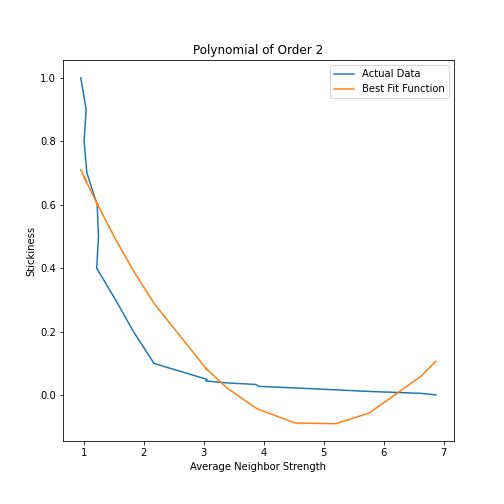 Polynomial of Order 2
Actual Data
Best Fit Function
1.0
0.8
0.6
0.4
0.2
0.0
Stickiness
1 2 3 4 5 6 7
Average Neighbor Strength